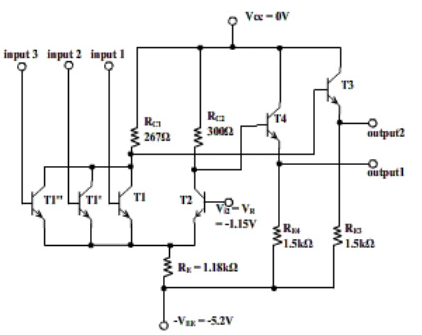 Vcc = 0V
input 3 input 2 input 1
T3
RC1
267Ω
RC2
300Ω
T4
output2
output1
T1''
T1'
T1
T2
Vi2 = VR
= -1.15V
RE4
1.5kΩ
RE3
1.5kΩ
RE = 1.18kΩ
-VEE = -5.2V